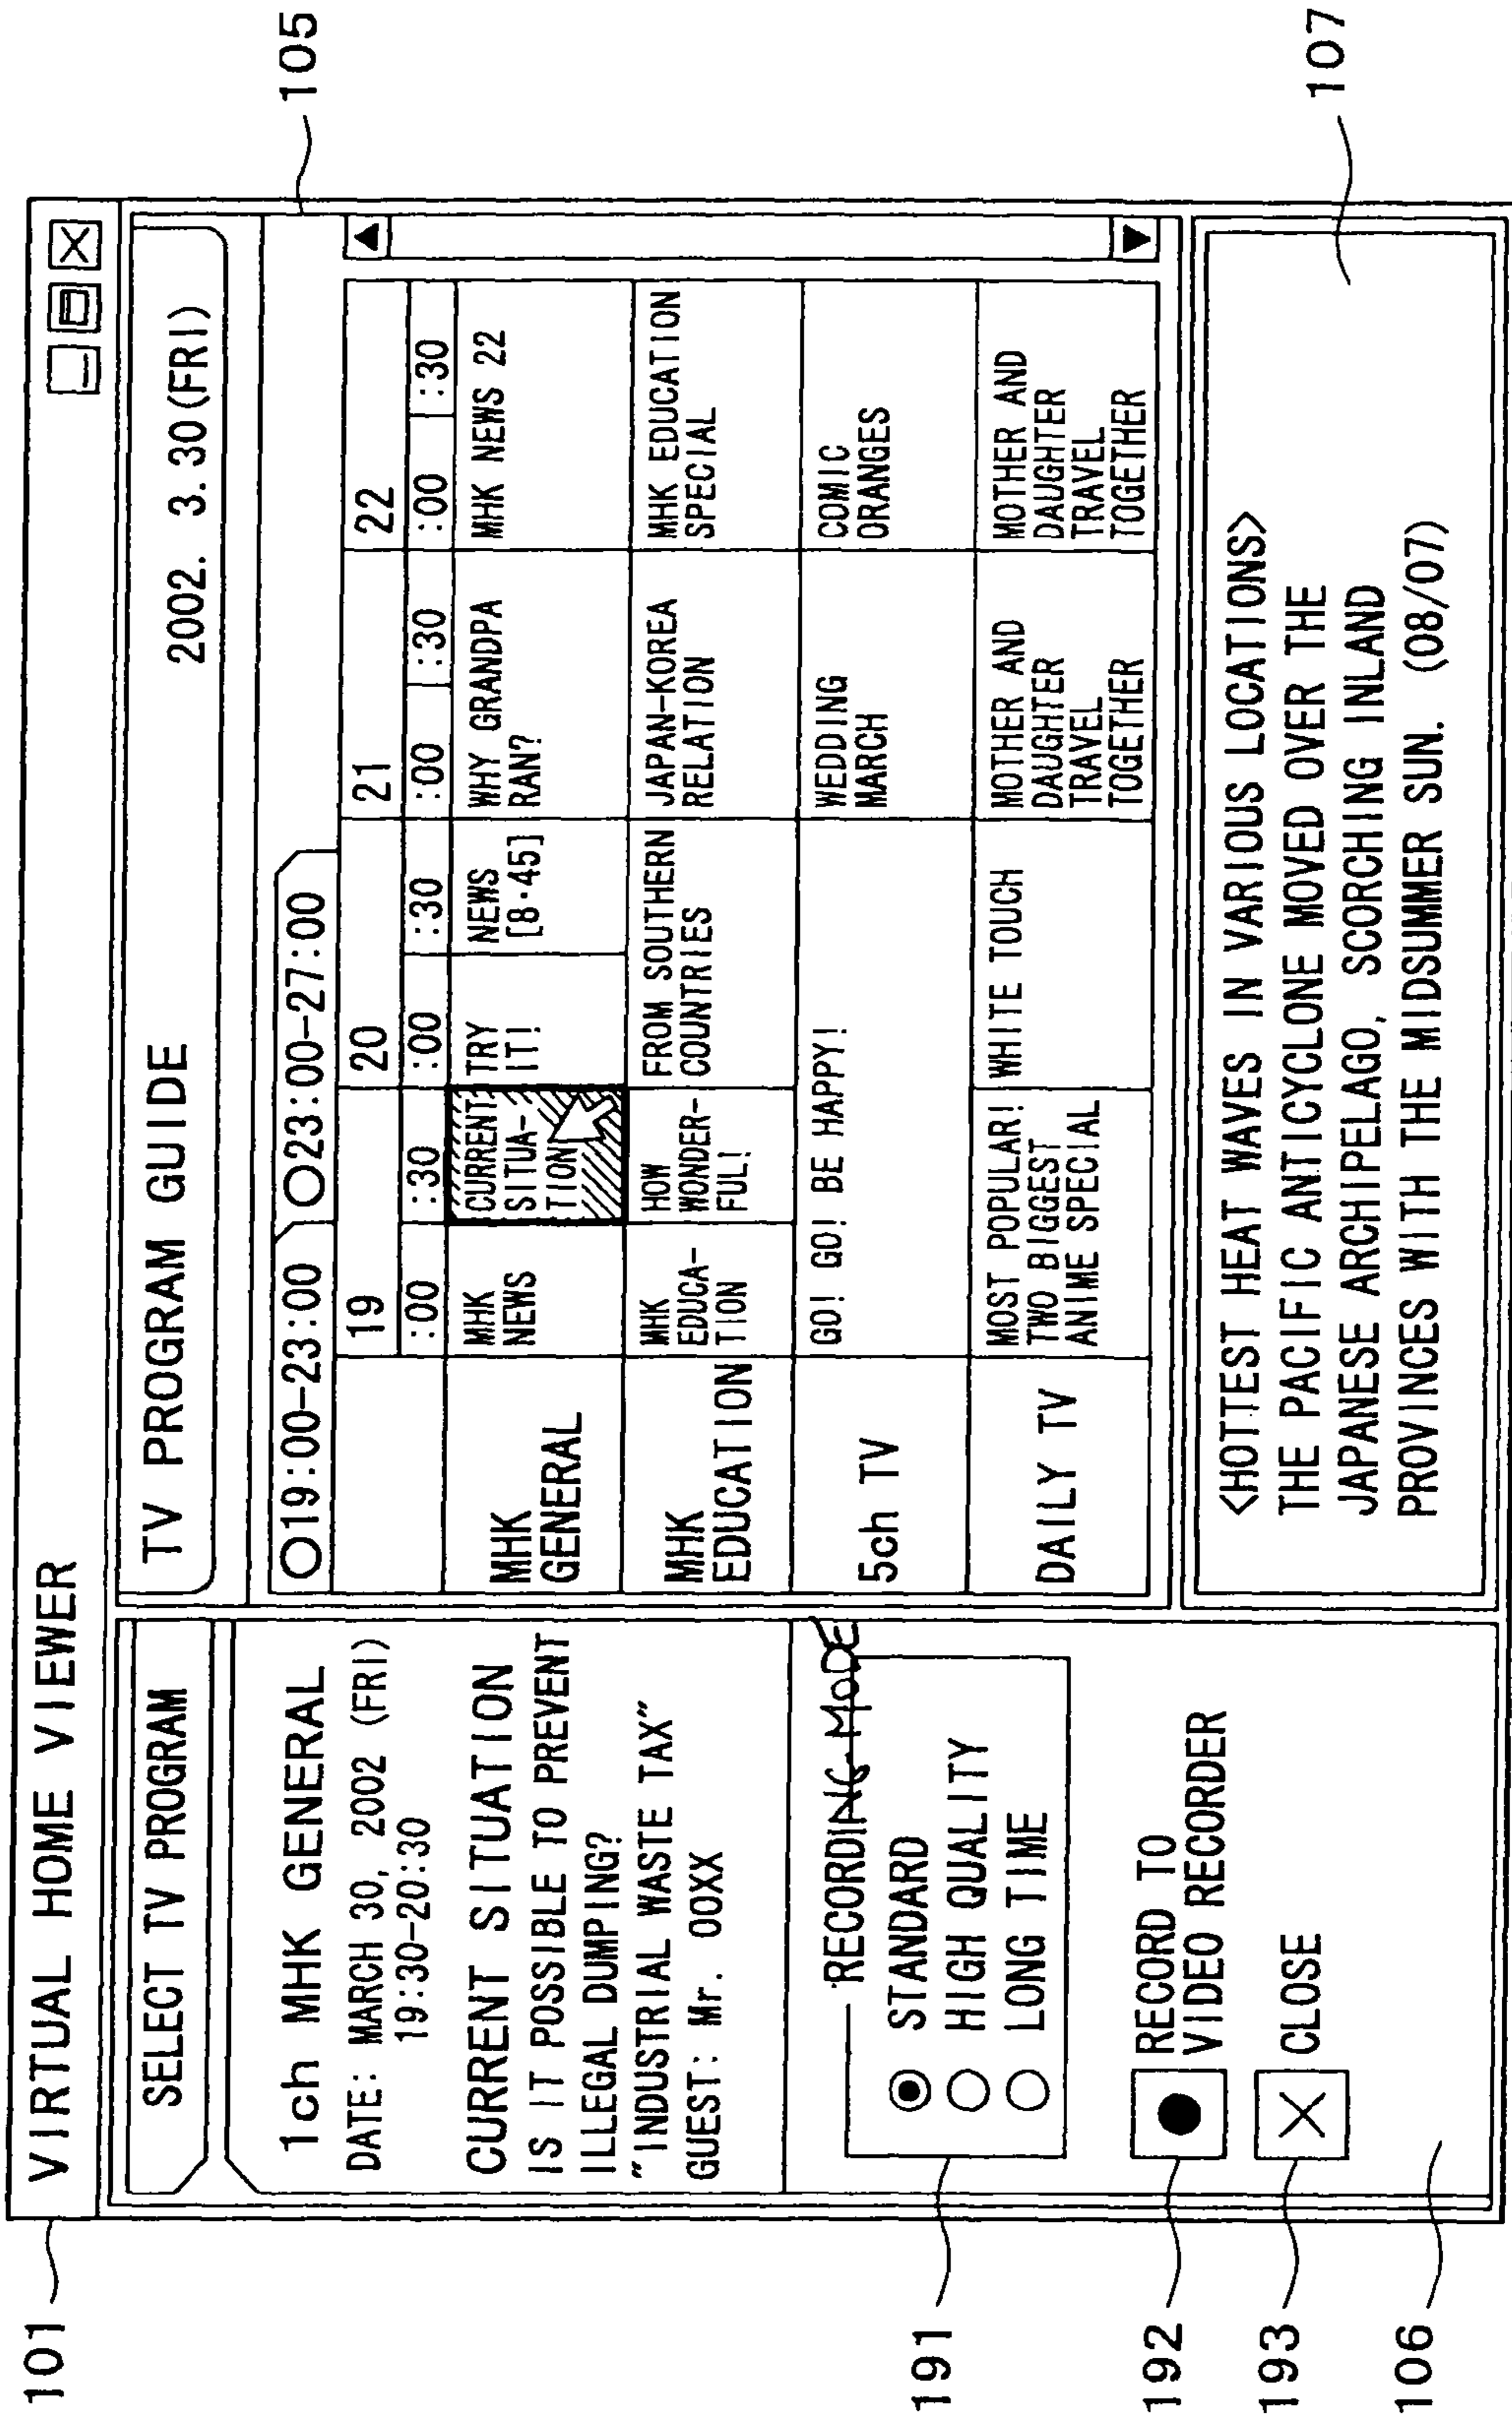 VIRTUAL HOME VIEWER
101
SELECT TV PROGRAM
1ch MHK GENERAL
DATE: MARCH 30, 2002 (FRI)
19:30-20:30
CURRENT SITUATION
IS IT POSSIBLE TO PREVENT
ILLEGAL DUMPING?
"INDUSTRIAL WASTE TAX"
GUEST: Mr. OOXX
RECORDING MODE
STANDARD
HIGH QUALITY
LONG TIME
191
RECORD TO
VIDEO RECORDER
192
CLOSE
193
106
TV PROGRAM GUIDE 2002. 3. 30(FRI)
105
19:00-23:00 23:00-27:00
19 20 21 22
:00 :30 :00 :30 :00 :30 :00 :30
MHK
GENERAL
MHK
NEWS
CURRENT
SITUA-
TION
TRY
IT!
NEWS
[8·45]
WHY GRANDPA
RAN?
MHK NEWS 22
MHK
EDUCATION
MHK
EDUCA-
TION
HOW
WONDER-
FUL!
FROM SOUTHERN
COUNTRIES
JAPAN-KOREA
RELATION
MHK EDUCATION
SPECIAL
5ch TV
GO! GO! BE HAPPY!
WEDDING
MARCH
COMIC
ORANGES
DAILY TV
MOST POPULAR!
TWO BIGGEST
ANIME SPECIAL
WHITE TOUCH
MOTHER AND
DAUGHTER
TRAVEL
TOGETHER
MOTHER AND
DAUGHTER
TRAVEL
TOGETHER
<HOTTEST HEAT WAVES IN VARIOUS LOCATIONS>
THE PACIFIC ANTICYCLONE MOVED OVER THE
JAPANESE ARCHIPELAGO, SCORCHING INLAND
PROVINCES WITH THE MIDSUMMER SUN. (08/07)
107